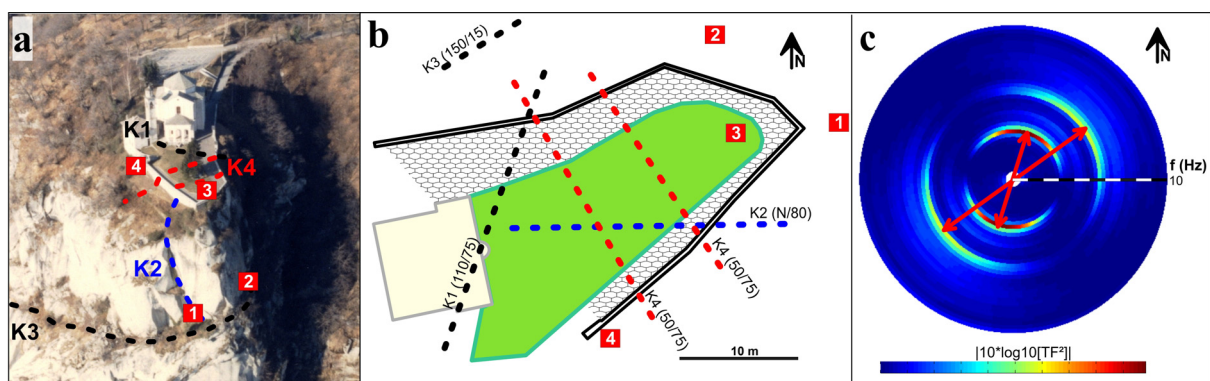 a
K1
4
K4
3
K2
2
1
K3
b
K3 (150/15)
2
N
1
3
K2 (N/80)
K1 (110/75)
K4 (50/75)
K4 (50/75)
4
10 m
c
N
f (Hz)
10
|10*log10[TF²]|